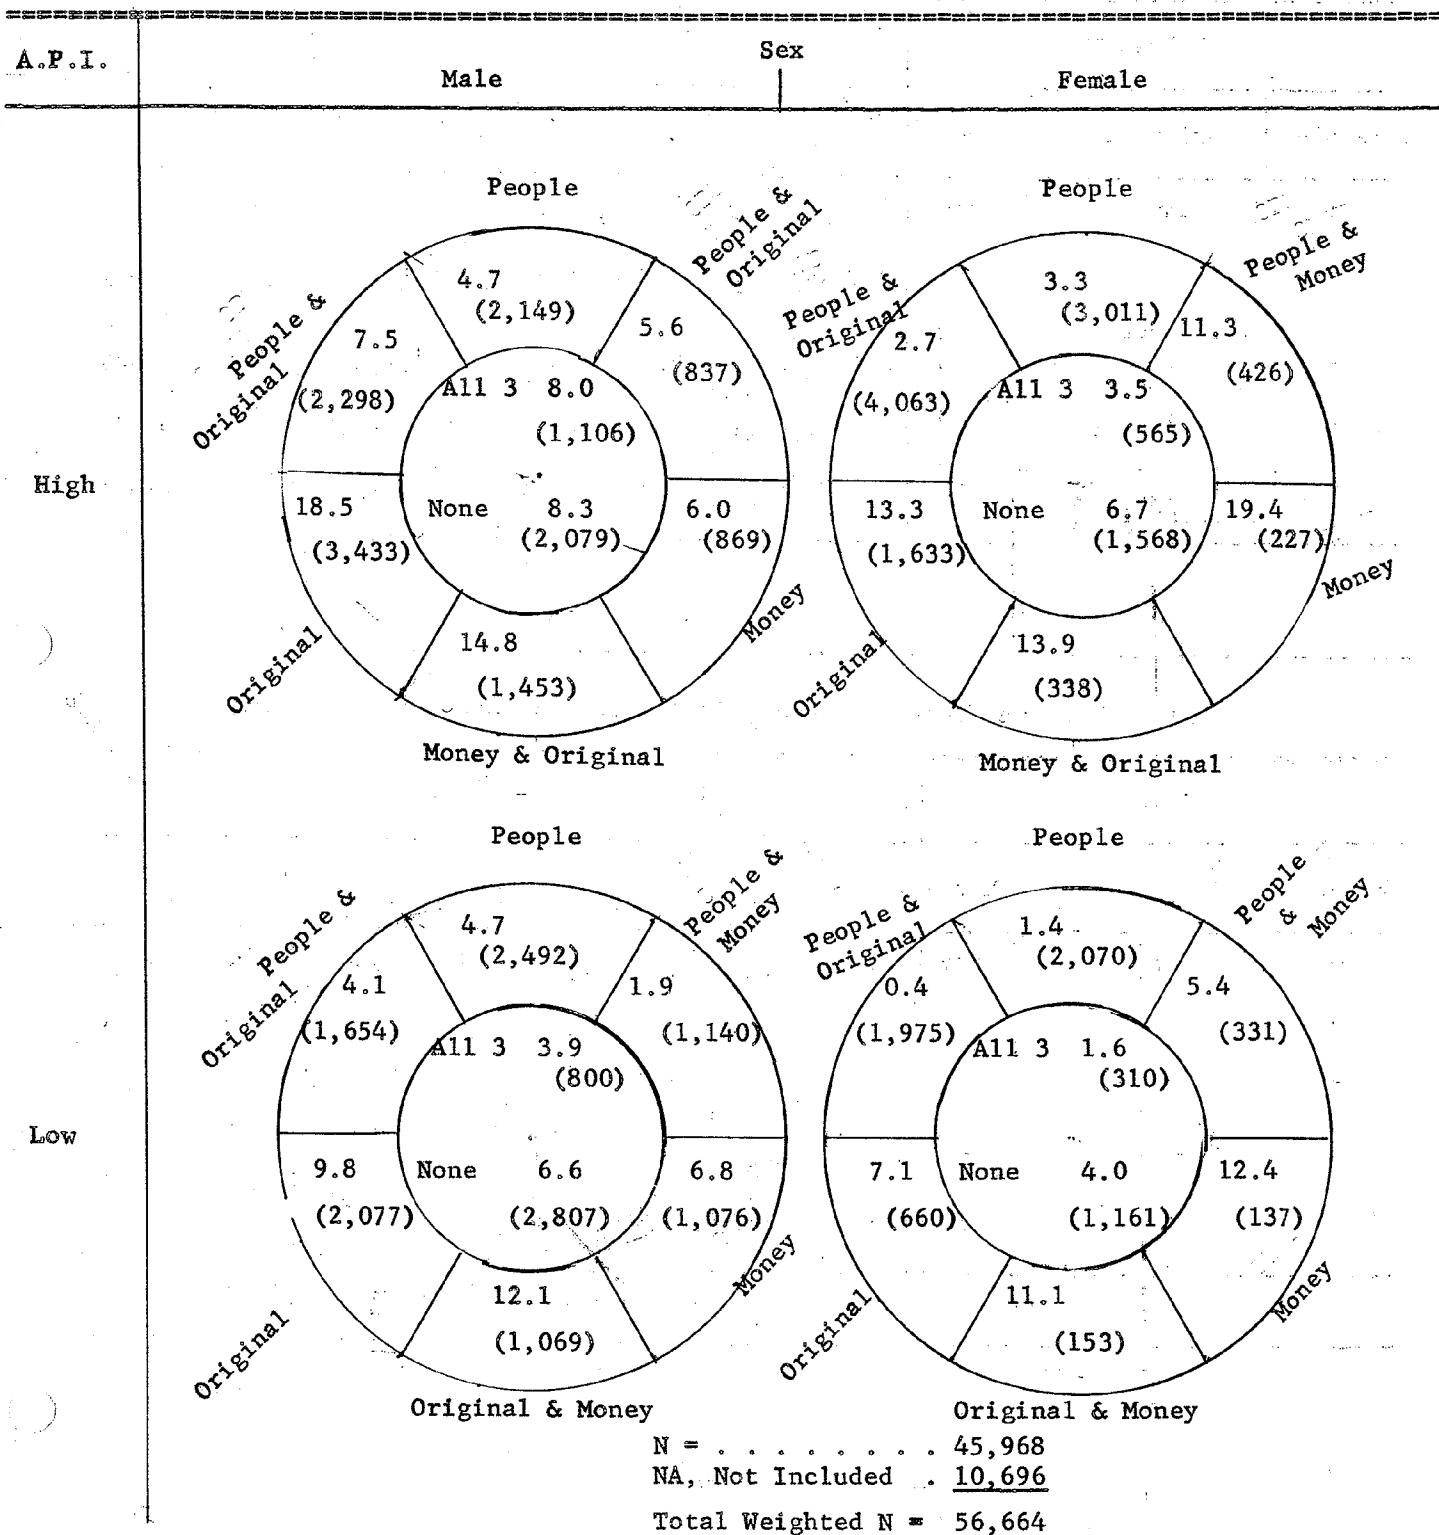 Sex
A.P.I.
Male
Female
High
People
People &
Original
4.7
(2,149)
People &
Original
5.6
(837)
7.5
(2,298)
All 3 8.0
(1,106)
None 8.3
(2,079)
18.5
(3,433)
6.0
(869)
Original
Money
14.8
(1,453)
Money & Original
People
People &
Money
People &
Original
3.3
(3,011)
11.3
(426)
2.7
(4,063)
All 3 3.5
(565)
None 6.7
(1,568)
13.3
(1,633)
19.4
(227)
Original
Money
13.9
(338)
Money & Original
Low
People
People &
Original
People &
Money
4.7
(2,492)
4.1
(1,654)
1.9
(1,140)
All 3 3.9
(800)
None 6.6
(2,807)
9.8
(2,077)
6.8
(1,076)
Original
Money
12.1
(1,069)
Original & Money
People
People &
Original
People
&
Money
1.4
(2,070)
0.4
(1,975)
5.4
(331)
All 3 1.6
(310)
None 4.0
(1,161)
7.1
(660)
12.4
(137)
Original
Money
11.1
(153)
Original & Money
N = . . . . . . . . 45,968
NA, Not Included . 10,696
Total Weighted N = 56,664